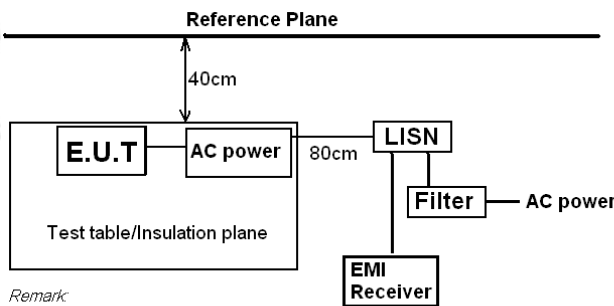 Reference Plane
40cm
E.U.T
AC power
80cm
LISN
Filter
AC power
Test table/Insulation plane
EMI
Receiver
Remark: